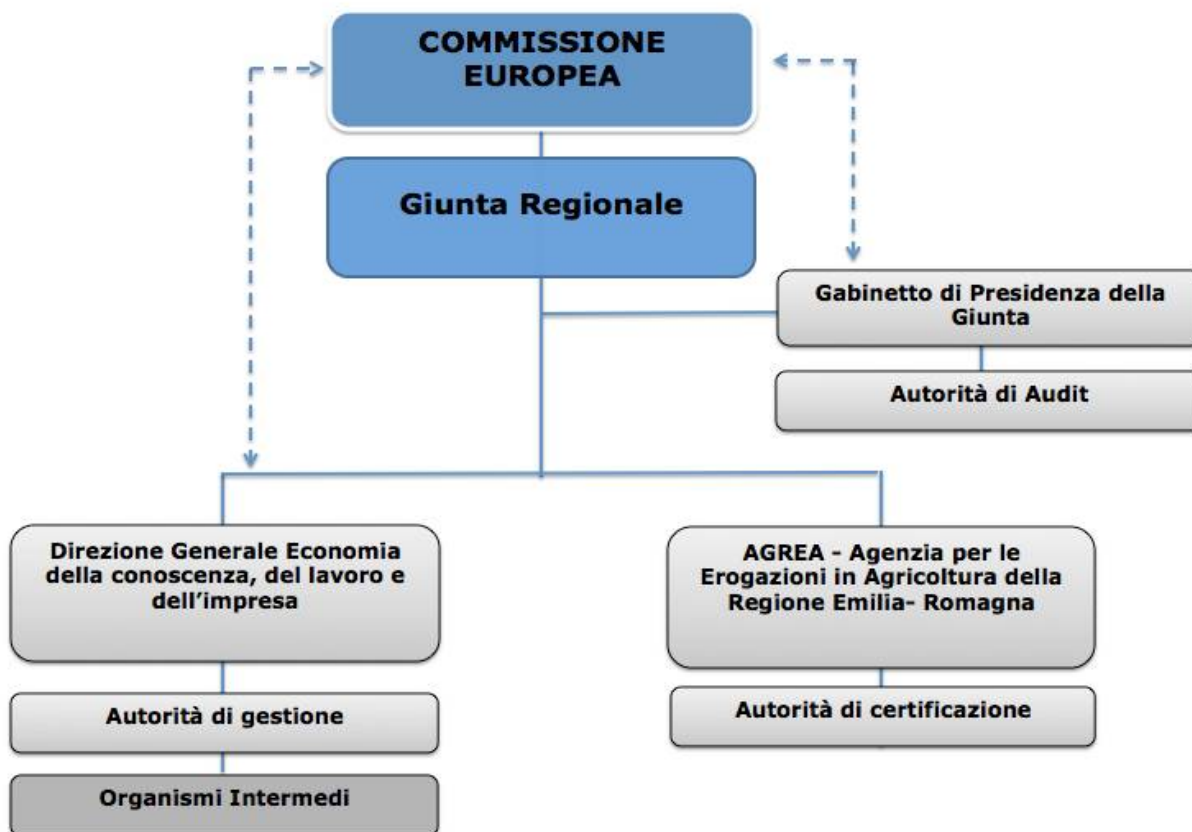 COMMISSIONE
EUROPEA
Giunta Regionale
Gabinetto di Presidenza della
Giunta
Autorità di Audit
Direzione Generale Economia
della conoscenza, del lavoro e
dell’impresa
AGREA - Agenzia per le
Erogazioni in Agricoltura della
Regione Emilia- Romagna
Autorità di gestione
Autorità di certificazione
Organismi Intermedi